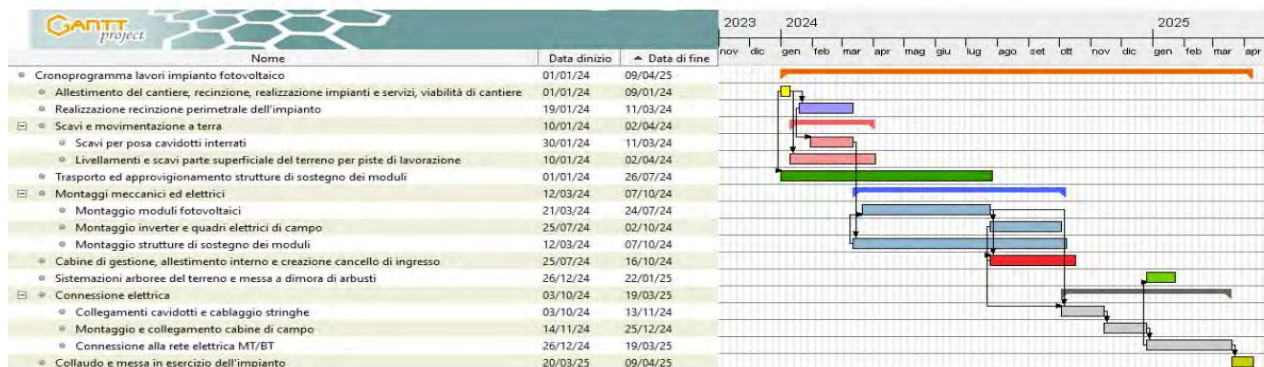 GANTT project
2023 2024 2025
nov dic gen feb mar apr mag giu lug ago set ott nov dic gen feb mar apr
Nome Data dinizio Data di fine
Cronoprogramma lavori impianto fotovoltaico 01/01/24 09/04/25
Allestimento del cantiere, recinzione, realizzazione impianti e servizi, viabilità di cantiere 01/01/24 09/01/24
Realizzazione recinzione perimetrale dell'impianto 19/01/24 11/03/24
Scavi e movimentazione a terra 10/01/24 02/04/24
Scavi per posa cavidotti interrati 30/01/24 11/03/24
Livellamenti e scavi parte superficiale del terreno per piste di lavorazione 10/01/24 02/04/24
Trasporto ed approvigionamento strutture di sostegno dei moduli 01/01/24 26/07/24
Montaggi meccanici ed elettrici 12/03/24 07/10/24
Montaggio moduli fotovoltaici 21/03/24 24/07/24
Montaggio inverter e quadri elettrici di campo 25/07/24 02/10/24
Montaggio strutture di sostegno dei moduli 12/03/24 07/10/24
Cabine di gestione, allestimento interno e creazione cancello di ingresso 25/07/24 16/10/24
Sistemazioni arboree del terreno e messa a dimora di arbusti 26/12/24 22/01/25
Connessione elettrica 03/10/24 19/03/25
Collegamenti cavidotti e cablaggio stringhe 03/10/24 13/11/24
Montaggio e collegamento cabine di campo 14/11/24 25/12/24
Connessione alla rete elettrica MT/BT 26/12/24 19/03/25
Collaudo e messa in esercizio dell'impianto 20/03/25 09/04/25